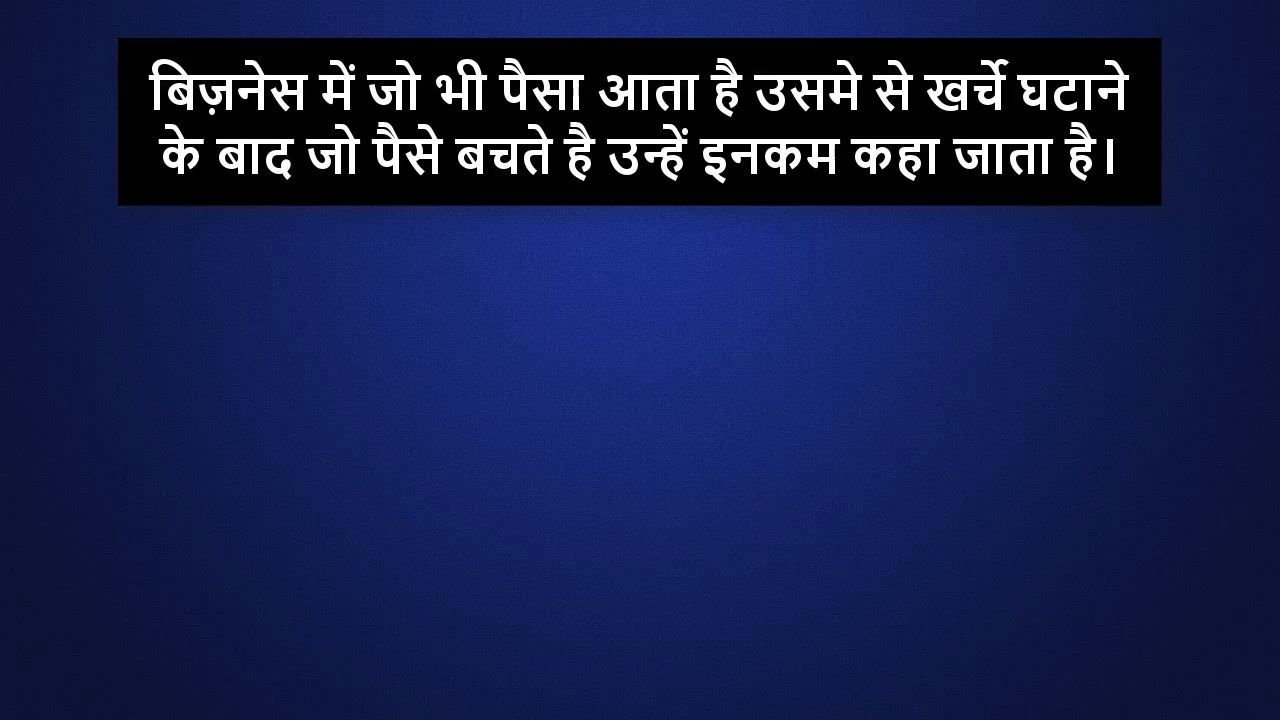 बिज़नेस में जो भी पैसा आता है उसमे से खर्चे घटाने
के बाद जो पैसे बचते है उन्हें इनकम कहा जाता है।